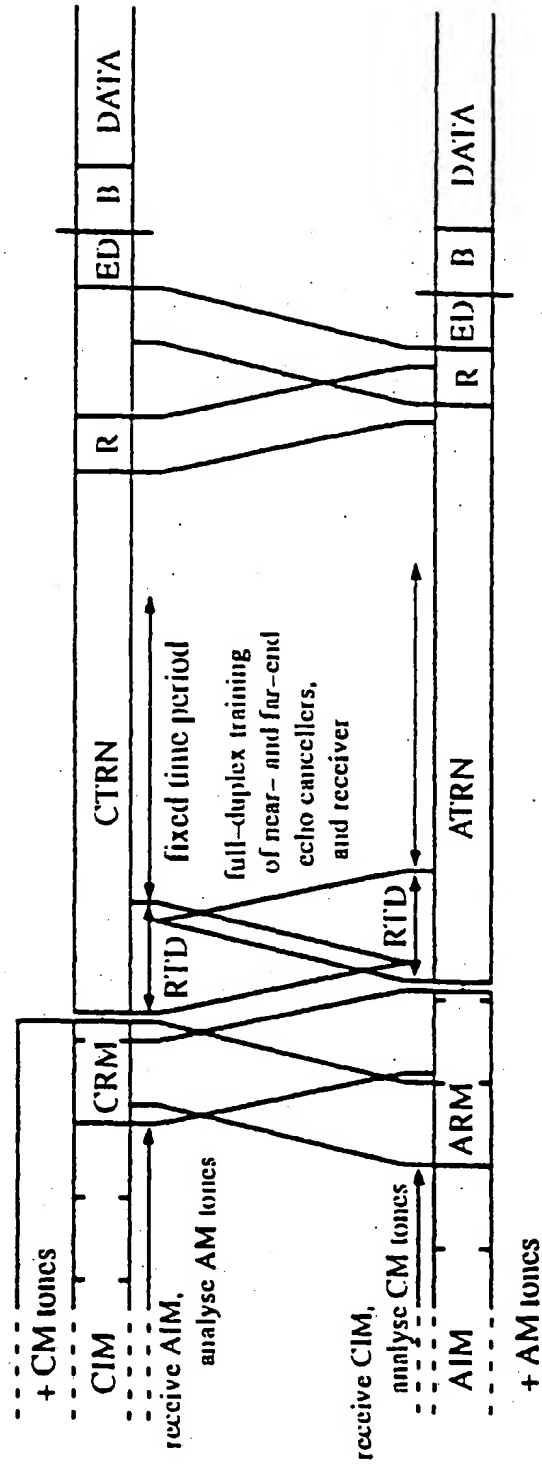 + CM tones
CIM
CRM
CTRN
R
ED
B
DATA
receive AIM,
analyse AM tones
RTD
fixed time period
full-duplex training
of near- and far-end
echo cancellers,
and receiver
receive CIM,
analyse CM tones
RTD
AIM
ARM
ATRN
R
ED
B
DATA
+ AM tones